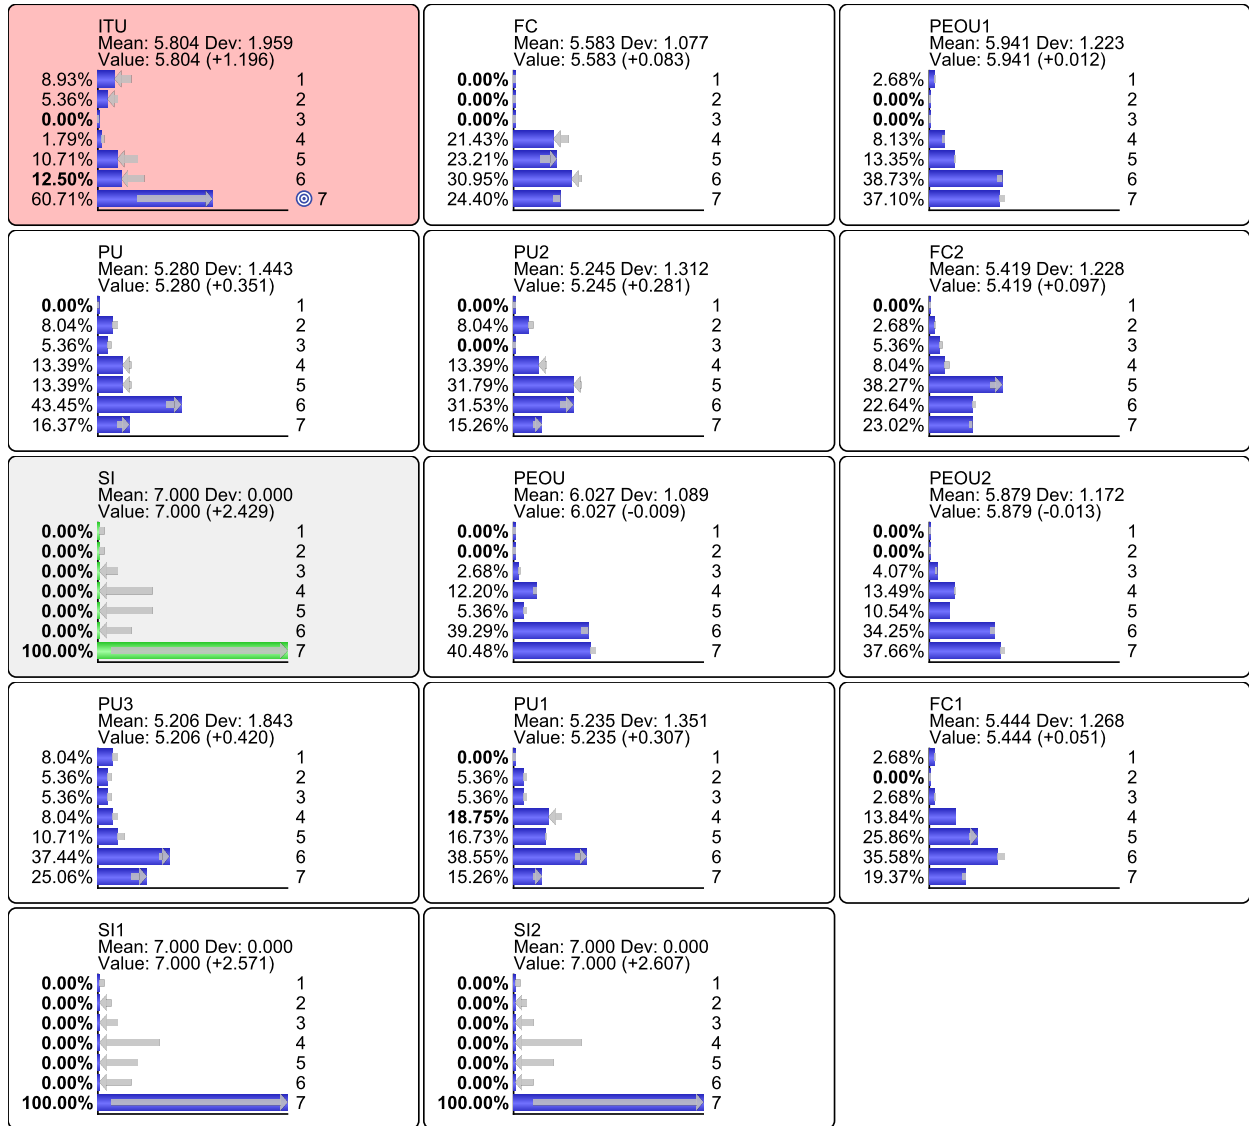 ITU
Mean: 5.804 Dev: 1.959
Value: 5.804 (+1.196)
8.93% 1
5.36% 2
0.00% 3
1.79% 4
10.71% 5
12.50% 6
60.71% 7
FC
Mean: 5.583 Dev: 1.077
Value: 5.583 (+0.083)
0.00% 1
0.00% 2
0.00% 3
21.43% 4
23.21% 5
30.95% 6
24.40% 7
PEOU1
Mean: 5.941 Dev: 1.223
Value: 5.941 (+0.012)
2.68% 1
0.00% 2
0.00% 3
8.13% 4
13.35% 5
38.73% 6
37.10% 7
PU
Mean: 5.280 Dev: 1.443
Value: 5.280 (+0.351)
0.00% 1
8.04% 2
5.36% 3
13.39% 4
13.39% 5
43.45% 6
16.37% 7
PU2
Mean: 5.245 Dev: 1.312
Value: 5.245 (+0.281)
0.00% 1
8.04% 2
0.00% 3
13.39% 4
31.79% 5
31.53% 6
15.26% 7
FC2
Mean: 5.419 Dev: 1.228
Value: 5.419 (+0.097)
0.00% 1
2.68% 2
5.36% 3
8.04% 4
38.27% 5
22.64% 6
23.02% 7
SI
Mean: 7.000 Dev: 0.000
Value: 7.000 (+2.429)
0.00% 1
0.00% 2
0.00% 3
0.00% 4
0.00% 5
0.00% 6
100.00% 7
PEOU
Mean: 6.027 Dev: 1.089
Value: 6.027 (-0.009)
0.00% 1
0.00% 2
2.68% 3
12.20% 4
5.36% 5
39.29% 6
40.48% 7
PEOU2
Mean: 5.879 Dev: 1.172
Value: 5.879 (-0.013)
0.00% 1
0.00% 2
4.07% 3
13.49% 4
10.54% 5
34.25% 6
37.66% 7
PU3
Mean: 5.206 Dev: 1.843
Value: 5.206 (+0.420)
8.04% 1
5.36% 2
5.36% 3
8.04% 4
10.71% 5
37.44% 6
25.06% 7
PU1
Mean: 5.235 Dev: 1.351
Value: 5.235 (+0.307)
0.00% 1
5.36% 2
5.36% 3
18.75% 4
16.73% 5
38.55% 6
15.26% 7
FC1
Mean: 5.444 Dev: 1.268
Value: 5.444 (+0.051)
2.68% 1
0.00% 2
2.68% 3
13.84% 4
25.86% 5
35.58% 6
19.37% 7
SI1
Mean: 7.000 Dev: 0.000
Value: 7.000 (+2.571)
0.00% 1
0.00% 2
0.00% 3
0.00% 4
0.00% 5
0.00% 6
100.00% 7
SI2
Mean: 7.000 Dev: 0.000
Value: 7.000 (+2.607)
0.00% 1
0.00% 2
0.00% 3
0.00% 4
0.00% 5
0.00% 6
100.00% 7